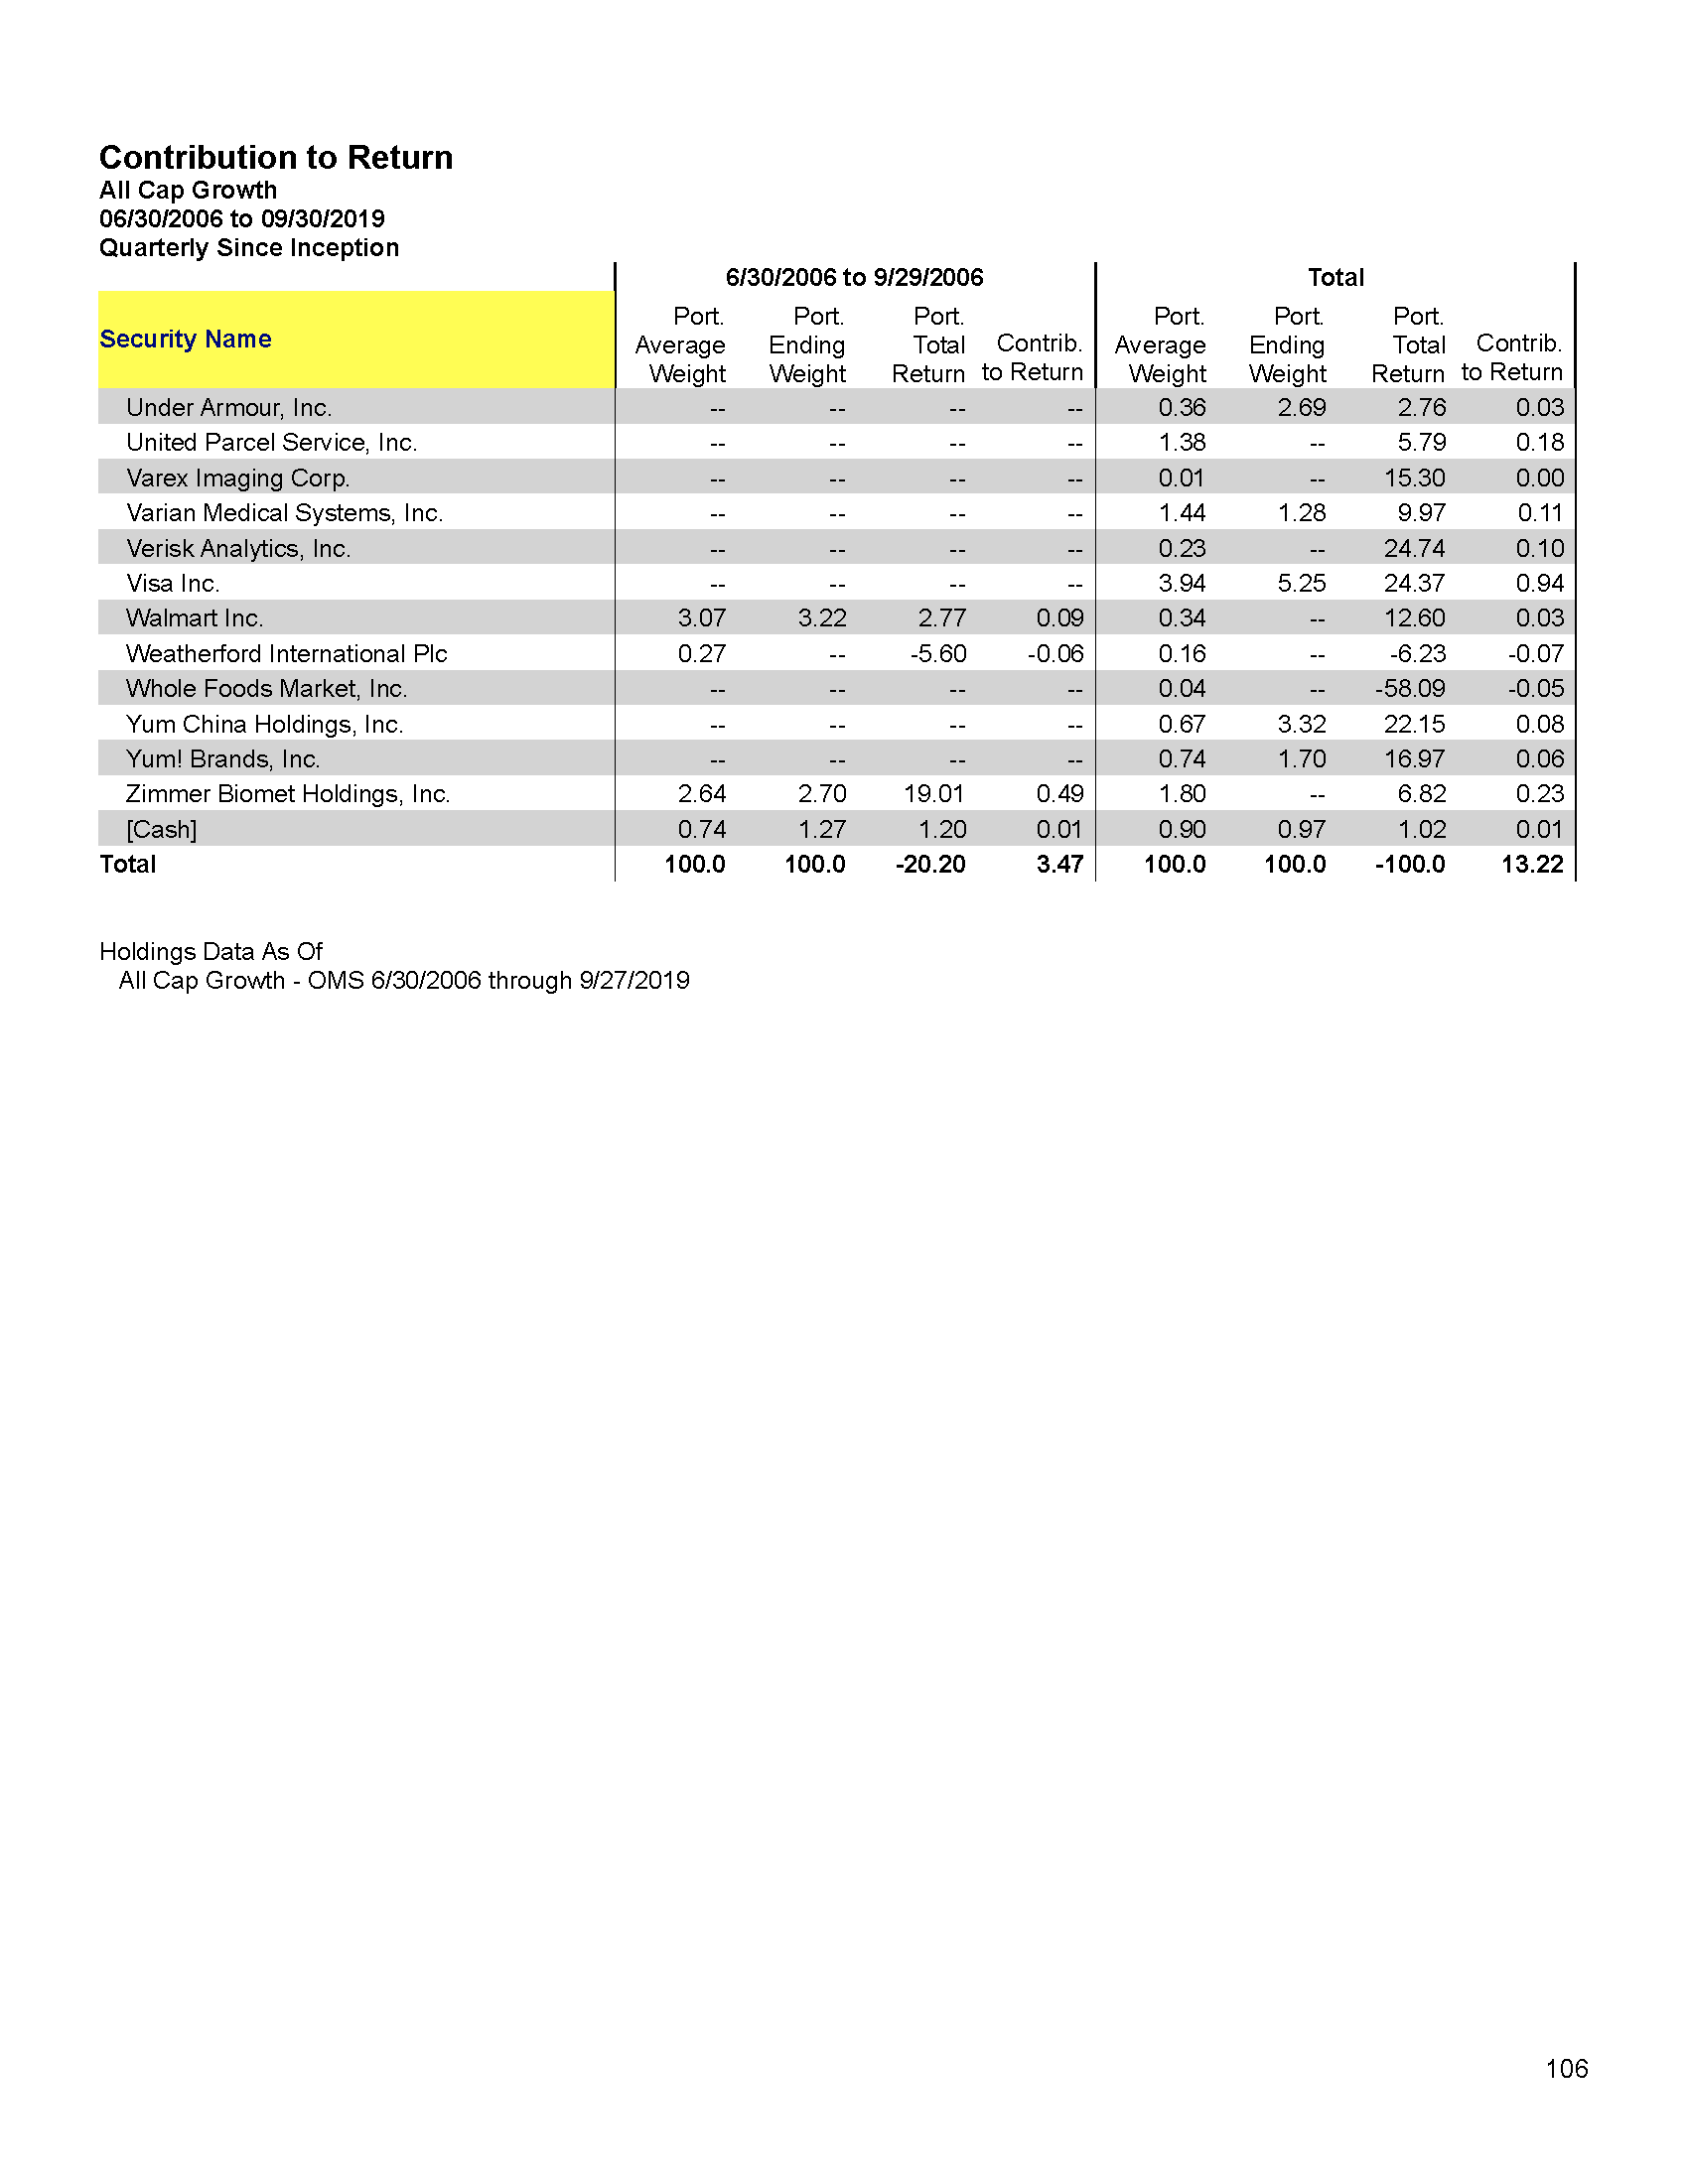 Contribution to Return
All Cap Growth
06/30/2006 to 09/30/2019
Quarterly Since Inception
6/30/2006 to 9/29/2006 Total
Security Name Port. Average Weight Port. Ending Weight Port. Total Return Contrib. to Return Port. Average Weight Port. Ending Weight Port. Total Return Contrib. to Return
Under Armour, Inc. -- -- -- -- 0.36 2.69 2.76 0.03
United Parcel Service, Inc. -- -- -- -- 1.38 -- 5.79 0.18
Varex Imaging Corp. -- -- -- -- 0.01 -- 15.30 0.00
Varian Medical Systems, Inc. -- -- -- -- 1.44 1.28 9.97 0.11
Verisk Analytics, Inc. -- -- -- -- 0.23 -- 24.74 0.10
Visa Inc. -- -- -- -- 3.94 5.25 24.37 0.94
Walmart Inc. 3.07 3.22 2.77 0.09 0.34 -- 12.60 0.03
Weatherford International Plc 0.27 -- -5.60 -0.06 0.16 -- -6.23 -0.07
Whole Foods Market, Inc. -- -- -- -- 0.04 -- -58.09 -0.05
Yum China Holdings, Inc. -- -- -- -- 0.67 3.32 22.15 0.08
Yum! Brands, Inc. -- -- -- -- 0.74 1.70 16.97 0.06
Zimmer Biomet Holdings, Inc. 2.64 2.70 19.01 0.49 1.80 -- 6.82 0.23
[Cash] 0.74 1.27 1.20 0.01 0.90 0.97 1.02 0.01
Total 100.0 100.0 -20.20 3.47 100.0 100.0 -100.0 13.22
Holdings Data As Of
All Cap Growth - OMS 6/30/2006 through 9/27/2019
106